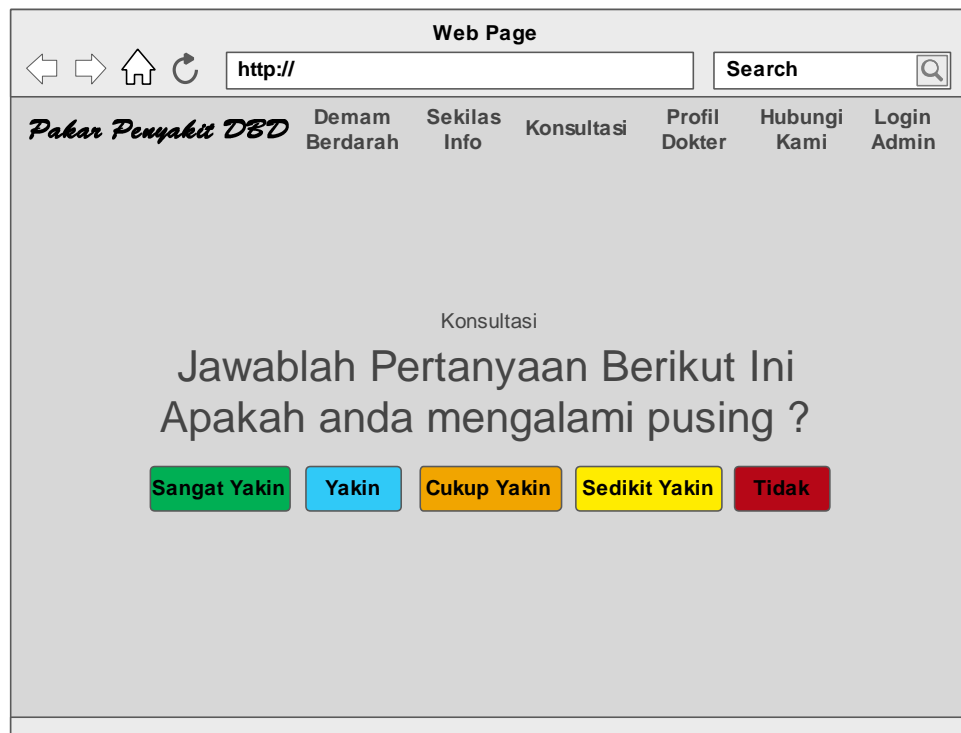 Web Page
http://
Search
Pakar Penyakit DBD
Demam
Berdarah
Sekilas
Info
Konsultasi
Profil
Dokter
Hubungi
Kami
Login
Admin
Konsultasi
Jawablah Pertanyaan Berikut Ini
Apakah anda mengalami pusing ?
Sangat Yakin
Yakin
Cukup Yakin
Sedikit Yakin
Tidak